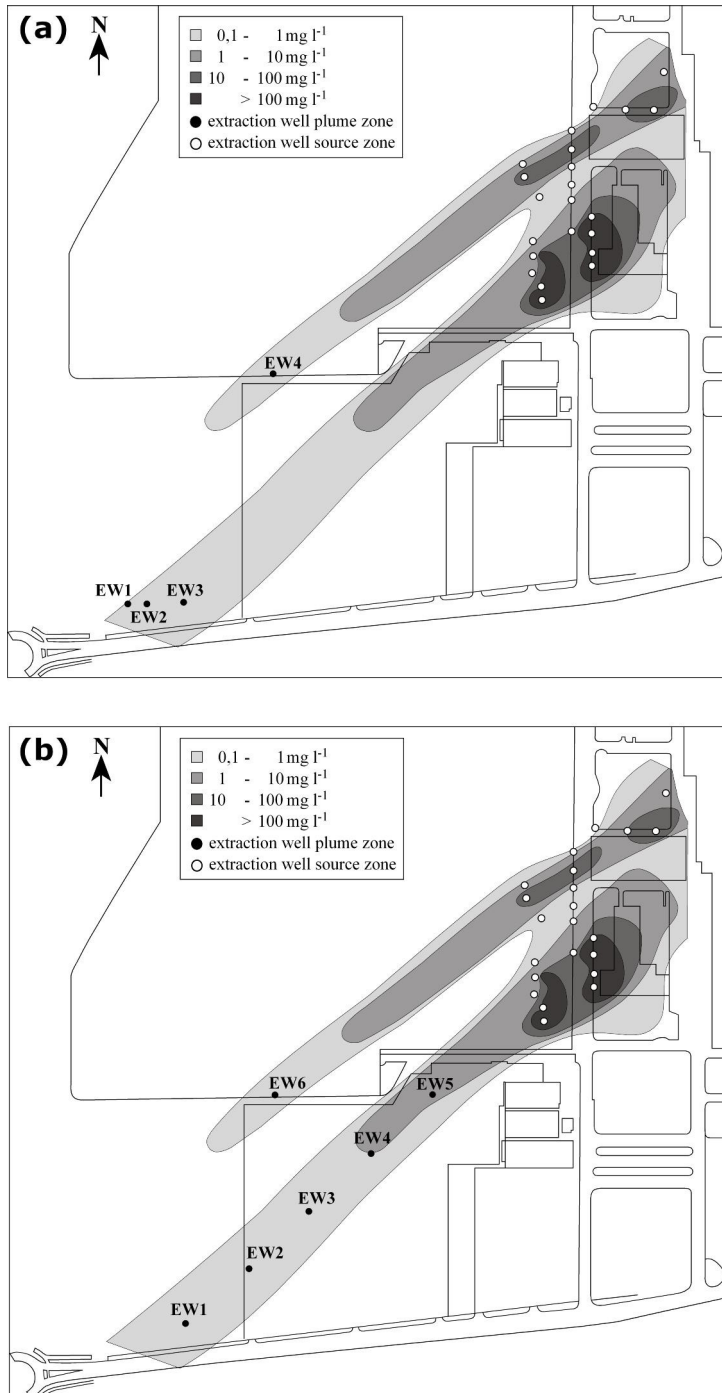 (a)
N
0,1 - 1 mg l-1
1 - 10 mg l-1
10 - 100 mg l-1
> 100 mg l-1
extraction well plume zone
extraction well source zone
EW4
EW1
EW3
EW2
(b)
N
0,1 - 1 mg l-1
1 - 10 mg l-1
10 - 100 mg l-1
> 100 mg l-1
extraction well plume zone
extraction well source zone
EW6
EW5
EW4
EW3
EW2
EW1